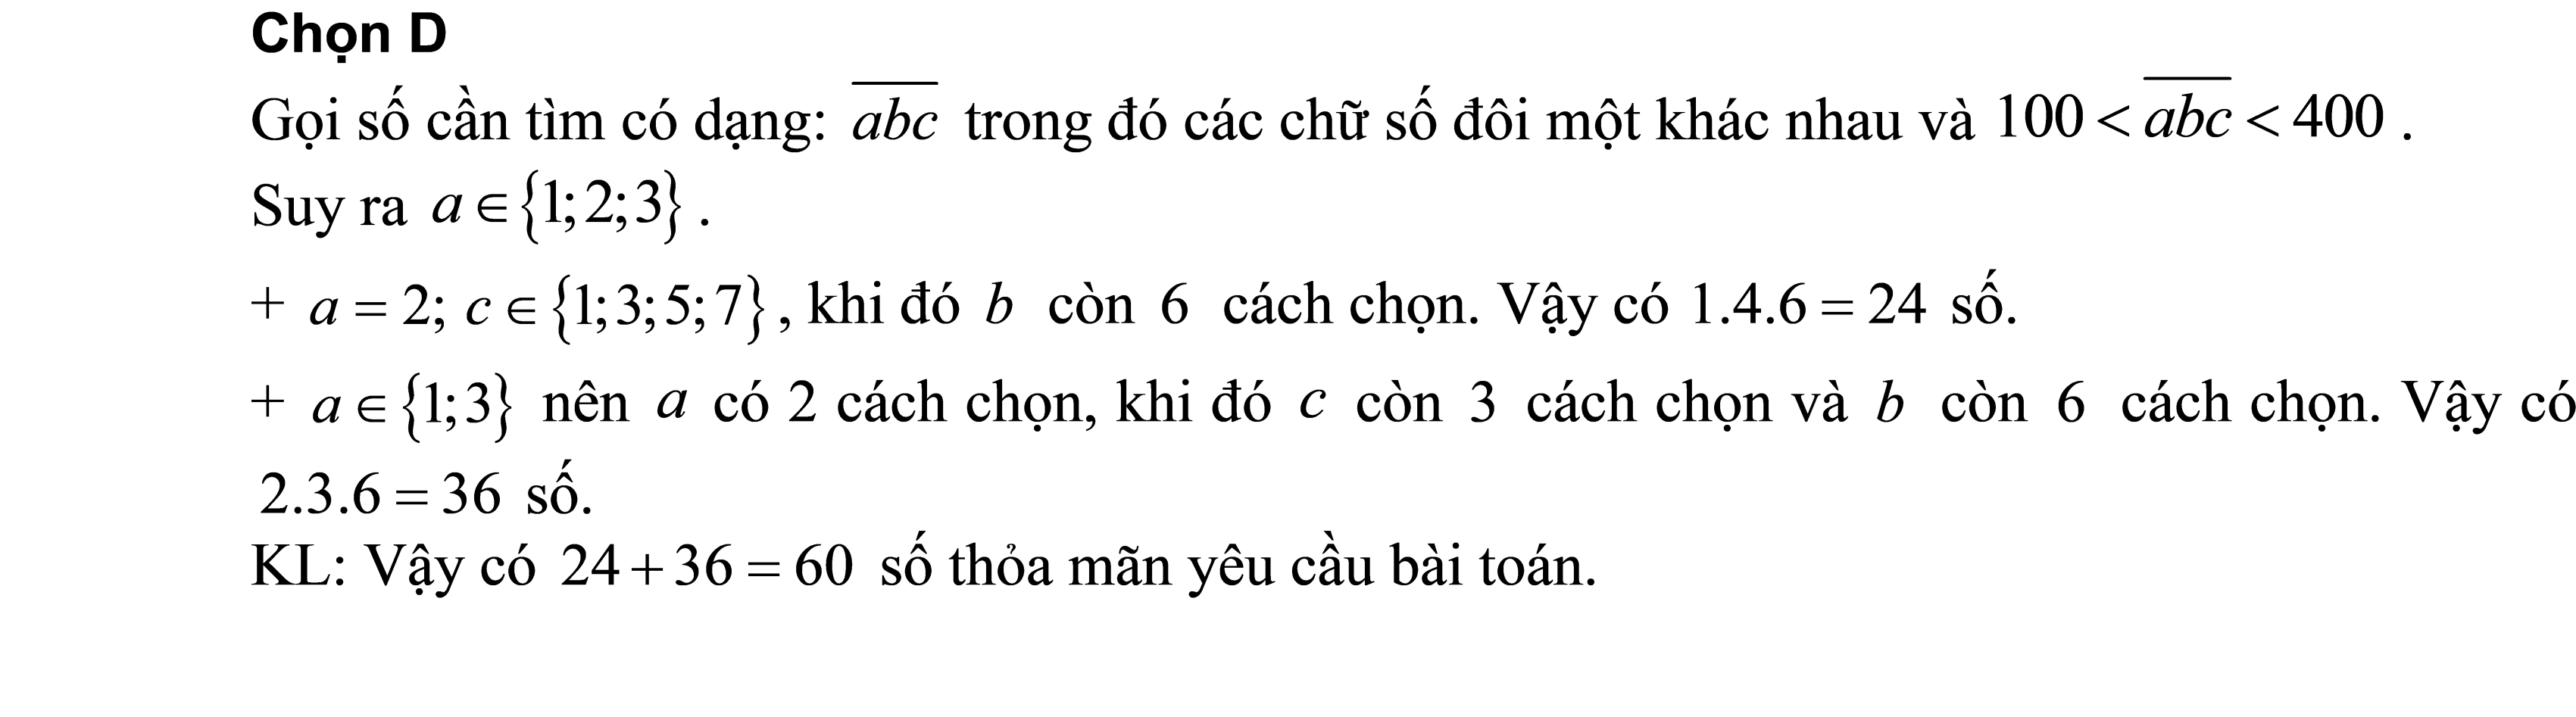 Chọn D
Gọi số cần tìm có dạng: $\overline{abc}$ trong đó các chữ số đôi một khác nhau và $100 < \overline{abc} < 400$ .
Suy ra $a \in \{1;2;3\}$ .
+ $a = 2; c \in \{1;3;5;7\}$ , khi đó b còn 6 cách chọn. Vậy có 1.4.6 = 24 số.
+ $a \in \{1;3\}$ nên a có 2 cách chọn, khi đó c còn 3 cách chọn và b còn 6 cách chọn. Vậy có
2.3.6 = 36 số.
KL: Vậy có 24 + 36 = 60 số thỏa mãn yêu cầu bài toán.